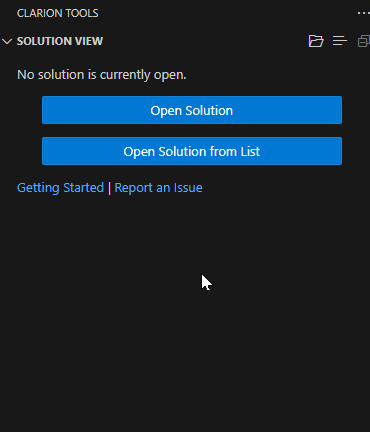 CLARION TOOLS
SOLUTION VIEW
No solution is currently open.
Open Solution
Open Solution from List
Getting Started | Report an Issue